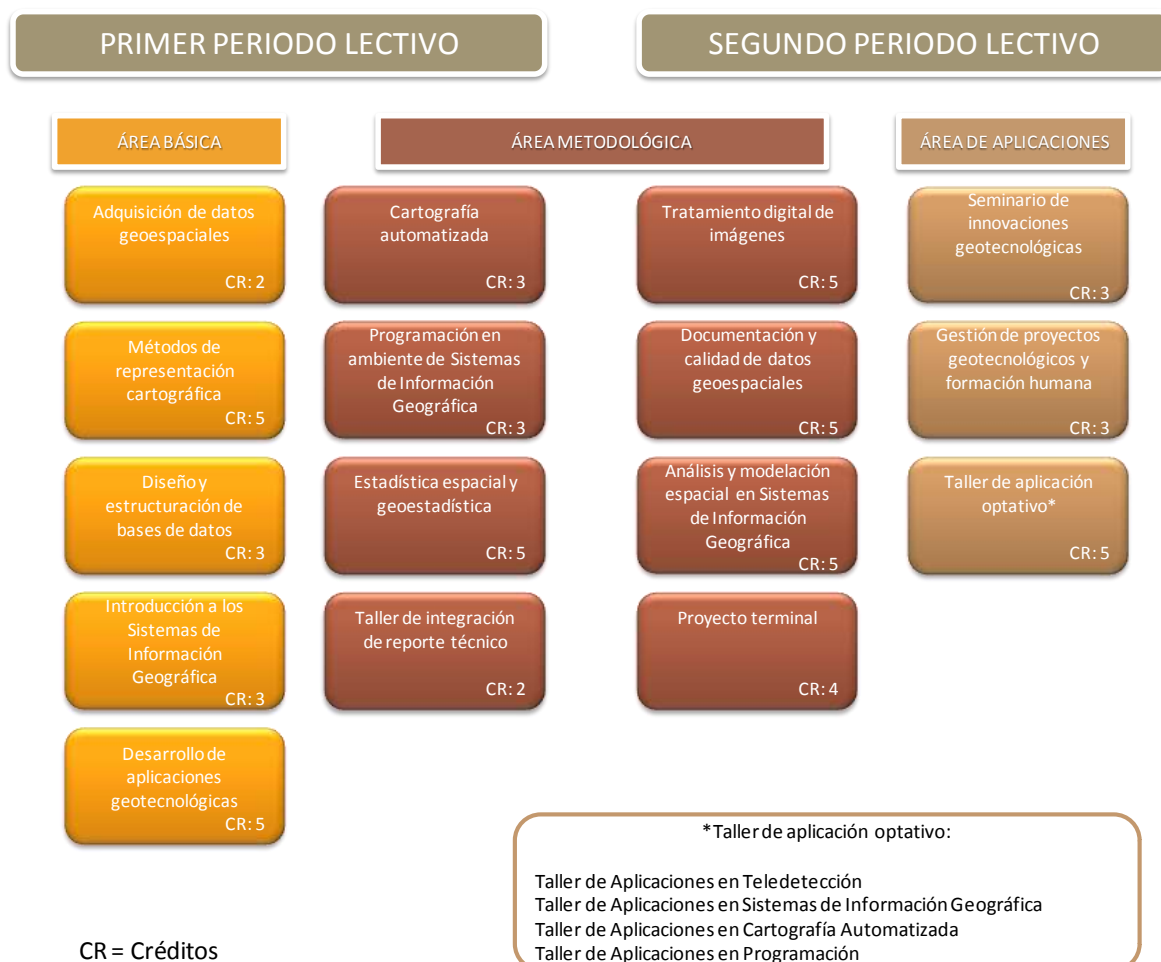 PRIMER PERIODO LECTIVO
SEGUNDO PERIODO LECTIVO
ÁREA BÁSICA
ÁREA METODOLÓGICA
ÁREA DE APLICACIONES
Adquisición de datos
geoespaciales
CR: 2
Métodos de
representación
cartográfica
CR: 5
Diseño y
estructuración de
bases de datos
CR: 3
Introducción a los
Sistemas de
Información
Geográfica
CR: 3
Desarrollo de
aplicaciones
geotecnológicas
CR: 5
Cartografía
automatizada
CR: 3
Programación en
ambiente de Sistemas
de Información
Geográfica
CR: 3
Estadística espacial y
geoestadística
CR: 5
Taller de integración
de reporte técnico
CR: 2
Tratamiento digital de
imágenes
CR: 5
Documentación y
calidad de datos
geoespaciales
CR: 5
Análisis y modelación
espacial en Sistemas
de Información
Geográfica
CR: 5
Proyecto terminal
CR: 4
Seminario de
innovaciones
geotecnológicas
CR: 3
Gestión de proyectos
geotecnológicos y
formación humana
CR: 3
Taller de aplicación
optativo*
CR: 5
*Taller de aplicación optativo:
Taller de Aplicaciones en Teledetección
Taller de Aplicaciones en Sistemas de Información Geográfica
Taller de Aplicaciones en Cartografía Automatizada
Taller de Aplicaciones en Programación
CR = Créditos